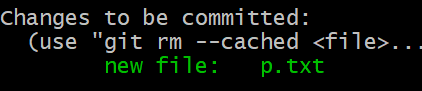 Changes to be committed:
(use "git rm --cached <file>...
new file: p.txt